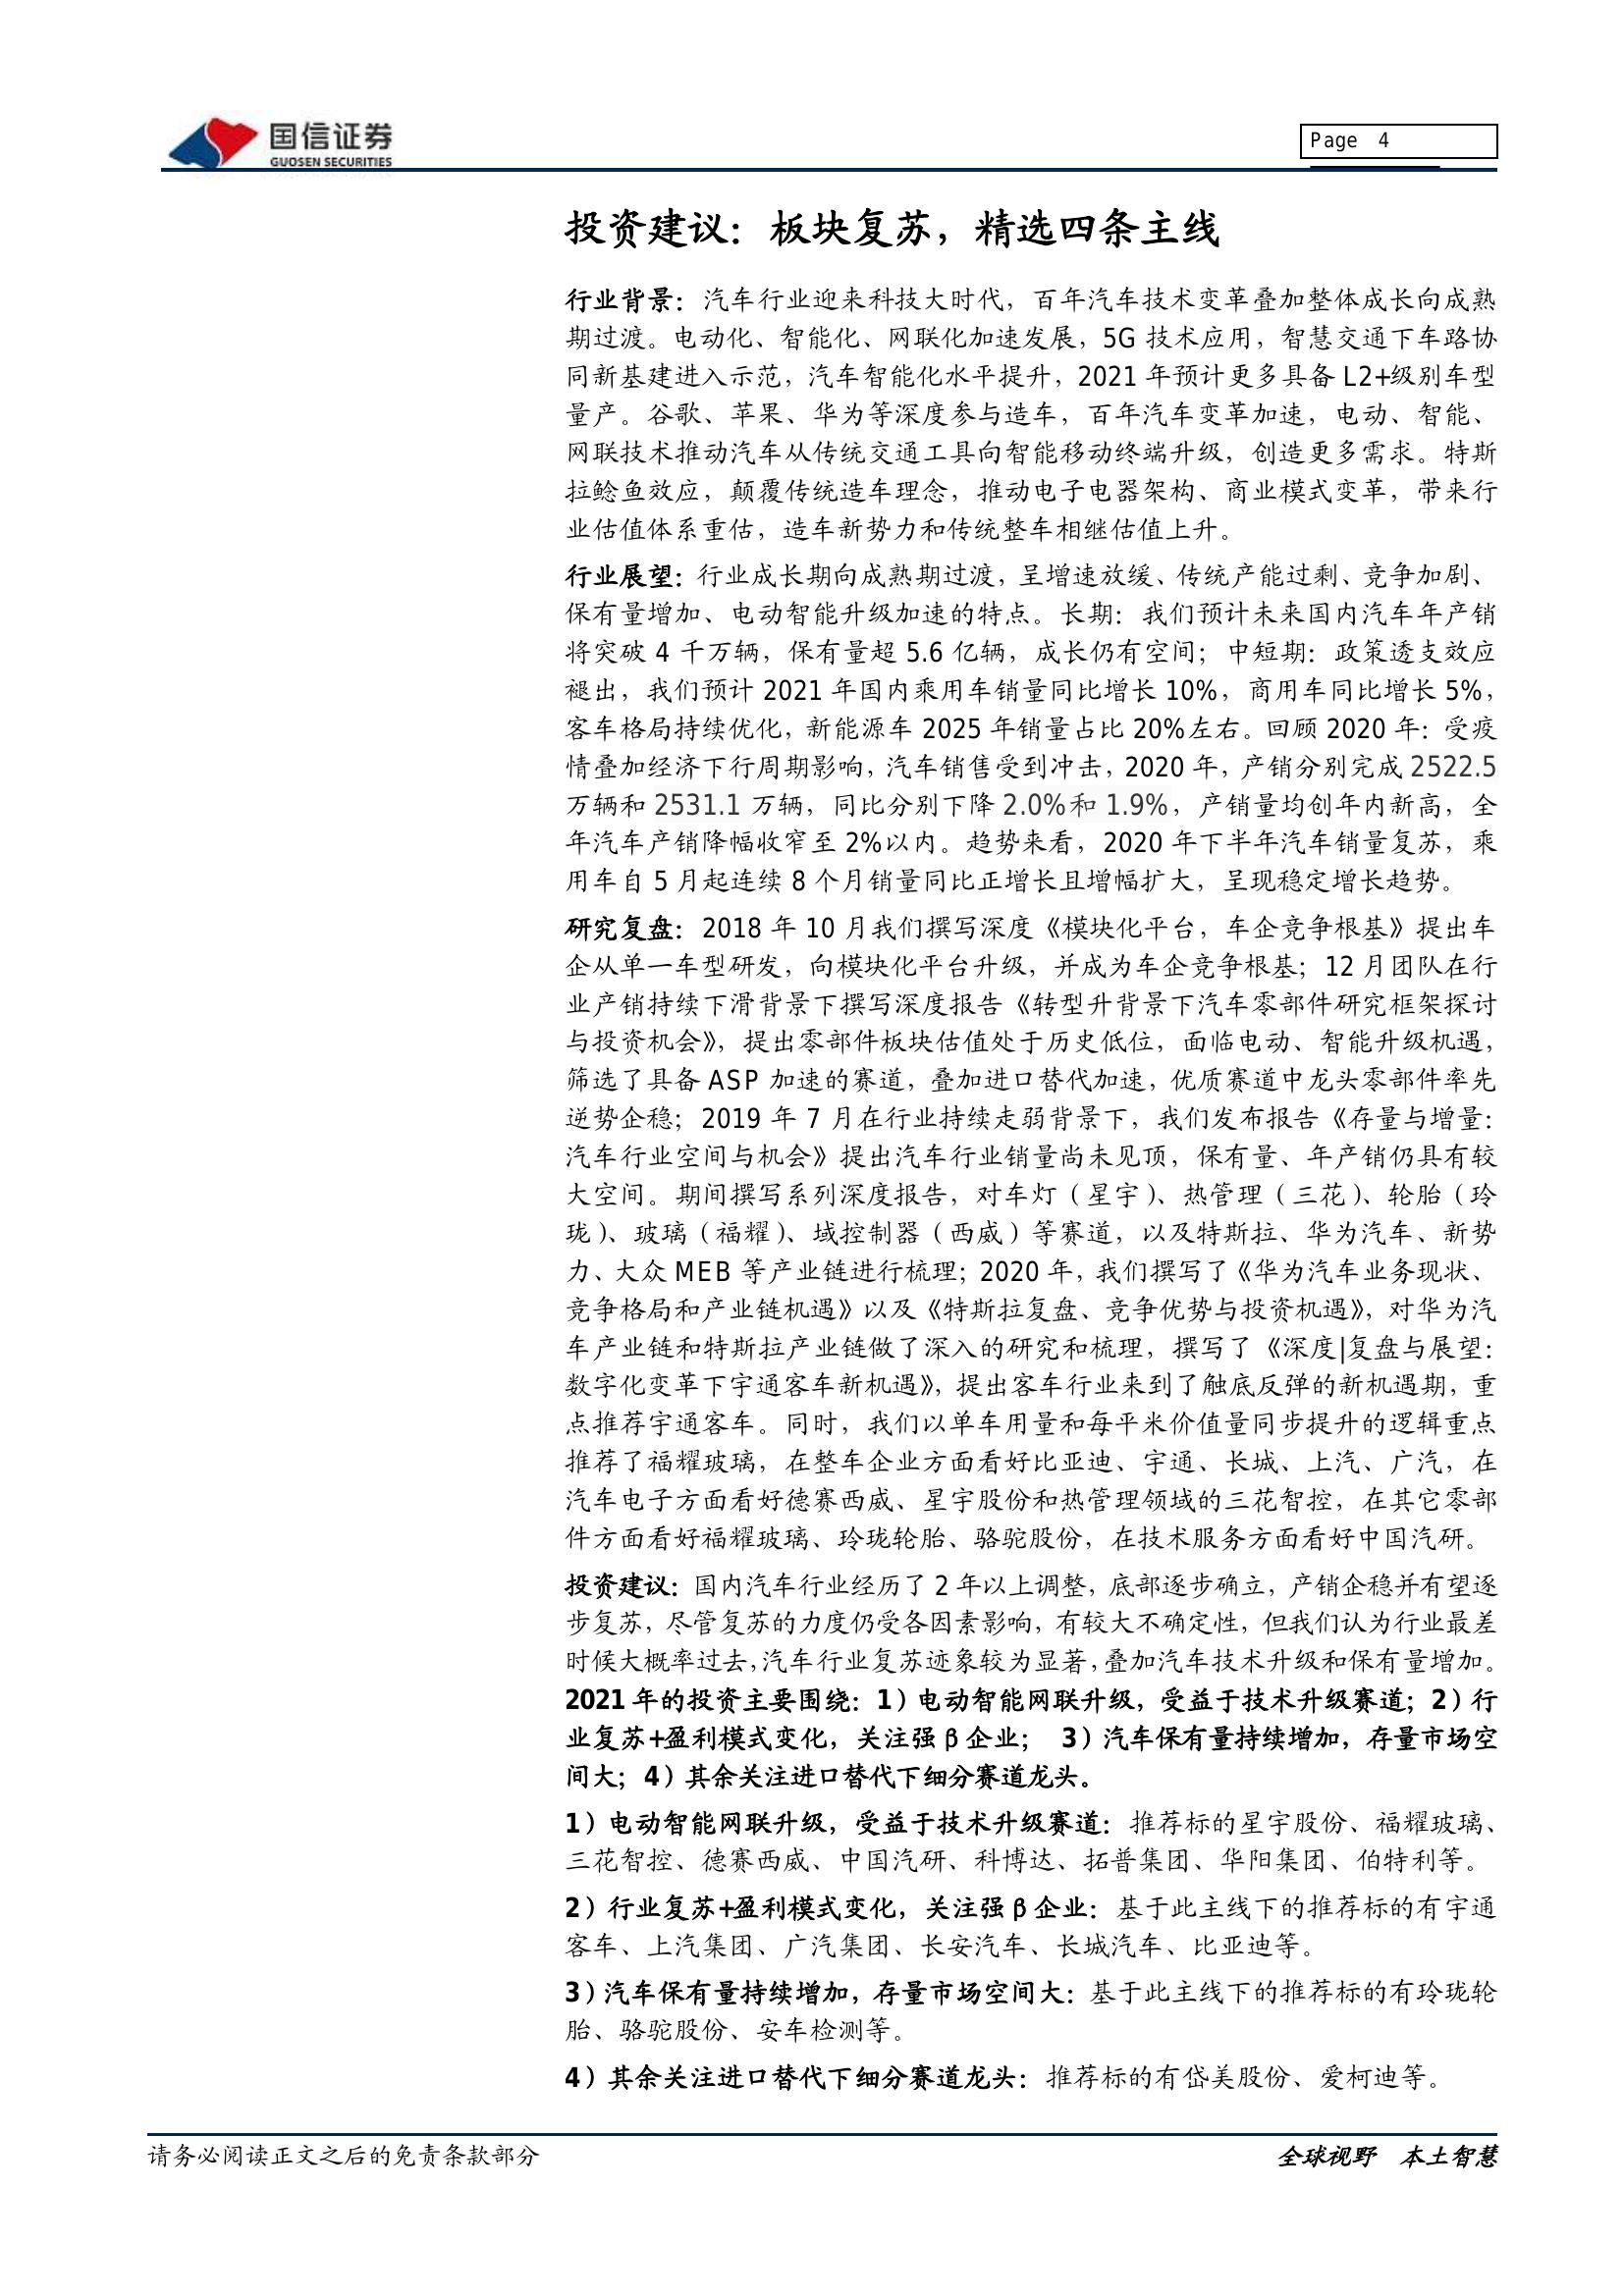 国信证券
GUOSEN SECURITIES
Page 4
投资建议：板块复苏，精选四条主线
行业背景：汽车行业迎来科技大时代，百年汽车技术变革叠加整体成长向成熟
期过渡。电动化、智能化、网联化加速发展，5G 技术应用，智慧交通下车路协
同新基建进入示范，汽车智能化水平提升，2021 年预计更多具备 L2+级别车型
量产。谷歌、苹果、华为等深度参与造车，百年汽车变革加速，电动、智能、
网联技术推动汽车从传统交通工具向智能移动终端升级，创造更多需求。特斯
拉鲶鱼效应，颠覆传统造车理念，推动电子电器架构、商业模式变革，带来行
业估值体系重估，造车新势力和传统整车相继估值上升。
行业展望：行业成长期向成熟期过渡，呈增速放缓、传统产能过剩、竞争加剧、
保有量增加、电动智能升级加速的特点。长期：我们预计未来国内汽车年产销
将突破 4 千万辆，保有量超 5.6 亿辆，成长仍有空间；中短期：政策透支效应
褪出，我们预计 2021 年国内乘用车销量同比增长 10%，商用车同比增长 5%，
客车格局持续优化，新能源车 2025 年销量占比 20%左右。回顾 2020 年：受疫
情叠加经济下行周期影响，汽车销售受到冲击，2020 年，产销分别完成 2522.5
万辆和 2531.1 万辆，同比分别下降 2.0%和 1.9%，产销量均创年内新高，全
年汽车产销降幅收窄至 2%以内。趋势来看，2020 年下半年汽车销量复苏，乘
用车自 5 月起连续 8 个月销量同比正增长且增幅扩大，呈现稳定增长趋势。
研究复盘：2018 年 10 月我们撰写深度《模块化平台，车企竞争根基》提出车
企从单一车型研发，向模块化平台升级，并成为车企竞争根基；12 月团队在行
业产销持续下滑背景下撰写深度报告《转型升背景下汽车零部件研究框架探讨
与投资机会》，提出零部件板块估值处于历史低位，面临电动、智能升级机遇，
筛选了具备 ASP 加速的赛道，叠加进口替代加速，优质赛道中龙头零部件率先
逆势企稳；2019 年 7 月在行业持续走弱背景下，我们发布报告《存量与增量：
汽车行业空间与机会》提出汽车行业销量尚未见顶，保有量、年产销仍具有较
大空间。期间撰写系列深度报告，对车灯（星宇）、热管理（三花）、轮胎（玲
珑）、玻璃（福耀）、域控制器（西威）等赛道，以及特斯拉、华为汽车、新势
力、大众 MEB 等产业链进行梳理；2020 年，我们撰写了《华为汽车业务现状、
竞争格局和产业链机遇》以及《特斯拉复盘、竞争优势与投资机遇》，对华为汽
车产业链和特斯拉产业链做了深入的研究和梳理，撰写了《深度|复盘与展望：
数字化变革下宇通客车新机遇》，提出客车行业来到了触底反弹的新机遇期，重
点推荐宇通客车。同时，我们以单车用量和每平米价值量同步提升的逻辑重点
推荐了福耀玻璃，在整车企业方面看好比亚迪、宇通、长城、上汽、广汽，在
汽车电子方面看好德赛西威、星宇股份和热管理领域的三花智控，在其它零部
件方面看好福耀玻璃、玲珑轮胎、骆驼股份，在技术服务方面看好中国汽研。
投资建议：国内汽车行业经历了 2 年以上调整，底部逐步确立，产销企稳并有望逐
步复苏，尽管复苏的力度仍受各因素影响，有较大不确定性，但我们认为行业最差
时候大概率过去，汽车行业复苏迹象较为显著，叠加汽车技术升级和保有量增加。
2021 年的投资主要围绕：1）电动智能网联升级，受益于技术升级赛道；2）行
业复苏+盈利模式变化，关注强 β 企业； 3）汽车保有量持续增加，存量市场空
间大；4）其余关注进口替代下细分赛道龙头。
1）电动智能网联升级，受益于技术升级赛道：推荐标的星宇股份、福耀玻璃、
三花智控、德赛西威、中国汽研、科博达、拓普集团、华阳集团、伯特利等。
2）行业复苏+盈利模式变化，关注强 β 企业：基于此主线下的推荐标的有宇通
客车、上汽集团、广汽集团、长安汽车、长城汽车、比亚迪等。
3）汽车保有量持续增加，存量市场空间大：基于此主线下的推荐标的有玲珑轮
胎、骆驼股份、安车检测等。
4）其余关注进口替代下细分赛道龙头：推荐标的有岱美股份、爱柯迪等。
请务必阅读正文之后的免责条款部分
全球视野 本土智慧